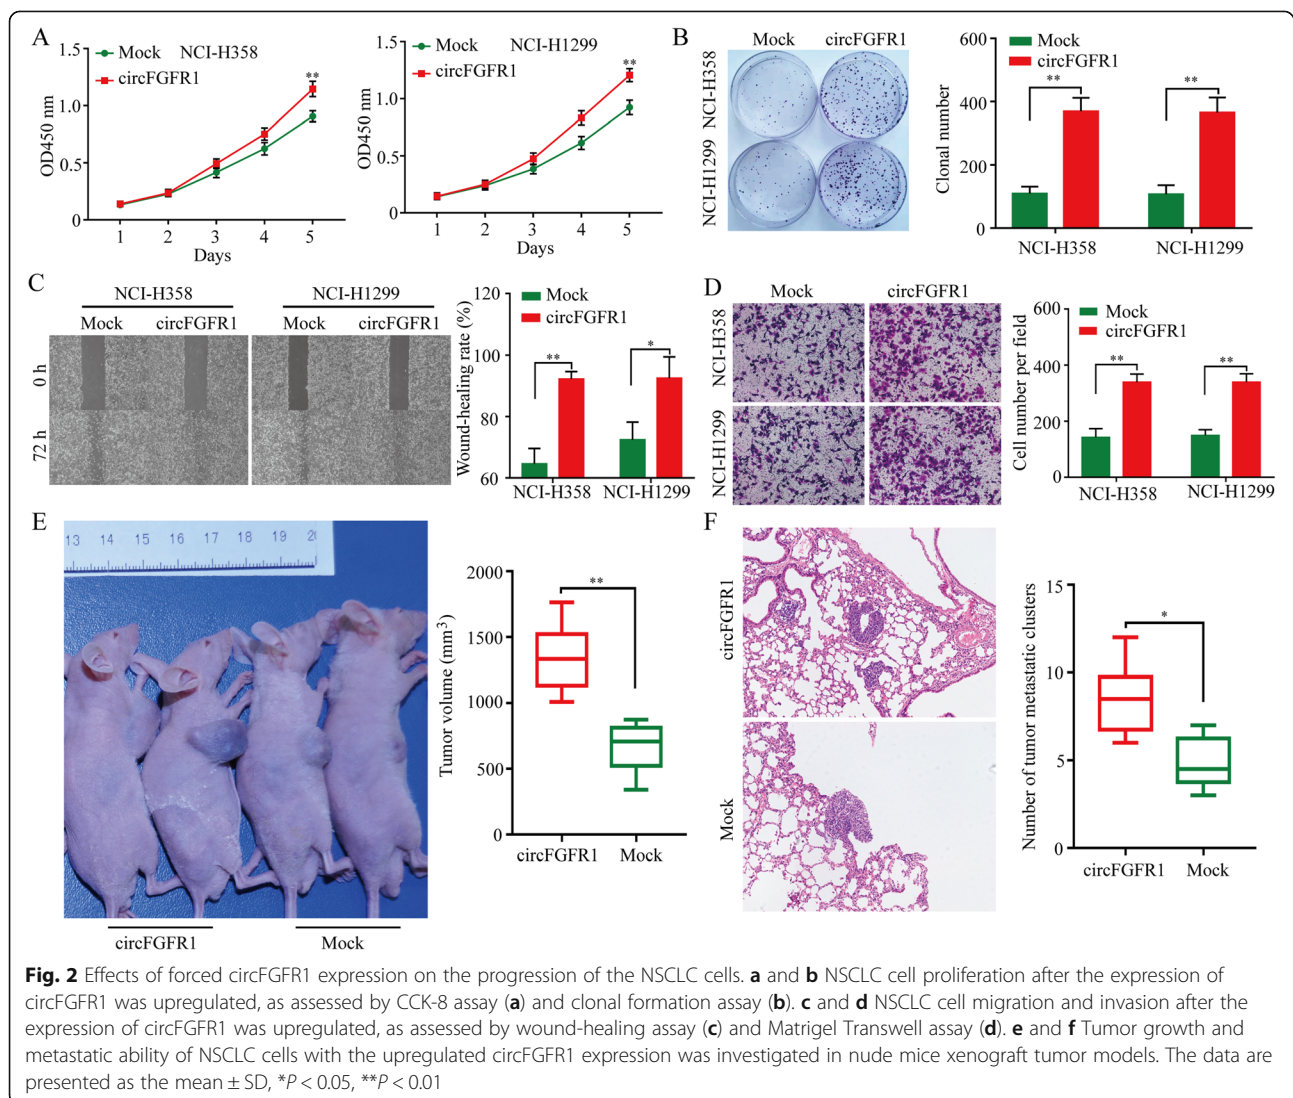 A
1.5
1.0
0.5
0
OD450 nm
Mock NCI-H358
circFGFR1
**
1 2 3 4 5
Days
1.5
1.0
0.5
0
OD450 nm
Mock NCI-H1299
circFGFR1
**
1 2 3 4 5
Days
B
Mock circFGFR1
NCI-H358
NCI-H1299
600
400
200
0
Clonal number
Mock
circFGFR1
** **
NCI-H358 NCI-H1299
C
NCI-H358 NCI-H1299
Mock circFGFR1 Mock circFGFR1
0 h
72 h
120
100
80
60
Wound-healing rate (%)
Mock
circFGFR1
** *
NCI-H358 NCI-H1299
D
Mock circFGFR1
NCI-H358
NCI-H1299
600
400
200
0
Cell number per field
Mock
circFGFR1
** **
NCI-H358 NCI-H1299
E
13 14 15 16 17 18 19 20
circFGFR1 Mock
2000
1500
1000
500
0
Tumor volume (mm³)
**
circFGFR1 Mock
F
circFGFR1
Mock
15
10
5
0
Number of tumor metastatic clusters
*
circFGFR1 Mock
Fig. 2 Effects of forced circFGFR1 expression on the progression of the NSCLC cells. a and b NSCLC cell proliferation after the expression of
circFGFR1 was upregulated, as assessed by CCK-8 assay (a) and clonal formation assay (b). c and d NSCLC cell migration and invasion after the
expression of circFGFR1 was upregulated, as assessed by wound-healing assay (c) and Matrigel Transwell assay (d). e and f Tumor growth and
metastatic ability of NSCLC cells with the upregulated circFGFR1 expression was investigated in nude mice xenograft tumor models. The data are
presented as the mean ± SD, *P < 0.05, **P < 0.01